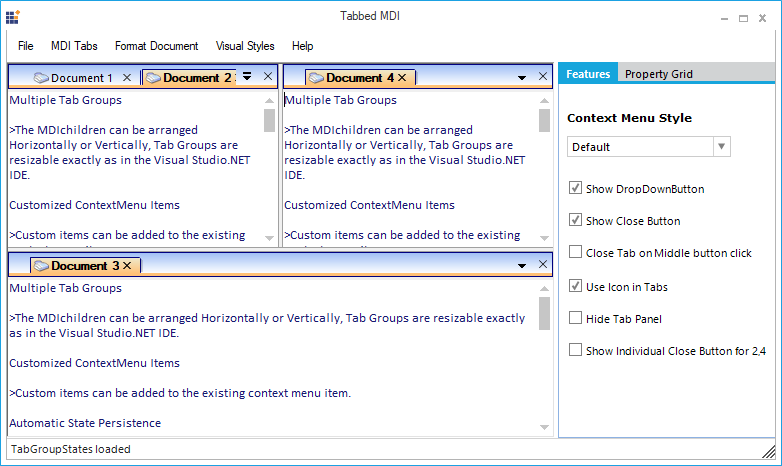 Tabbed MDI
File MDI Tabs Format Document Visual Styles Help
Document 1 Document 2
Multiple Tab Groups
>The MDIchildren can be arranged
Horizontally or Vertically, Tab Groups are
resizable exactly as in the Visual Studio.NET
IDE.
Customized ContextMenu Items
>Custom items can be added to the existing
Document 4
Multiple Tab Groups
>The MDIchildren can be arranged
Horizontally or Vertically, Tab Groups are
resizable exactly as in the Visual Studio.NET
IDE.
Customized ContextMenu Items
>Custom items can be added to the existing
Document 3
Multiple Tab Groups
>The MDIchildren can be arranged Horizontally or Vertically, Tab Groups are resizable exactly
as in the Visual Studio.NET IDE.
Customized ContextMenu Items
>Custom items can be added to the existing context menu item.
Automatic State Persistence
Features Property Grid
Context Menu Style
Default
Show DropDownButton
Show Close Button
Close Tab on Middle button click
Use Icon in Tabs
Hide Tab Panel
Show Individual Close Button for 2,4
TabGroupStates loaded